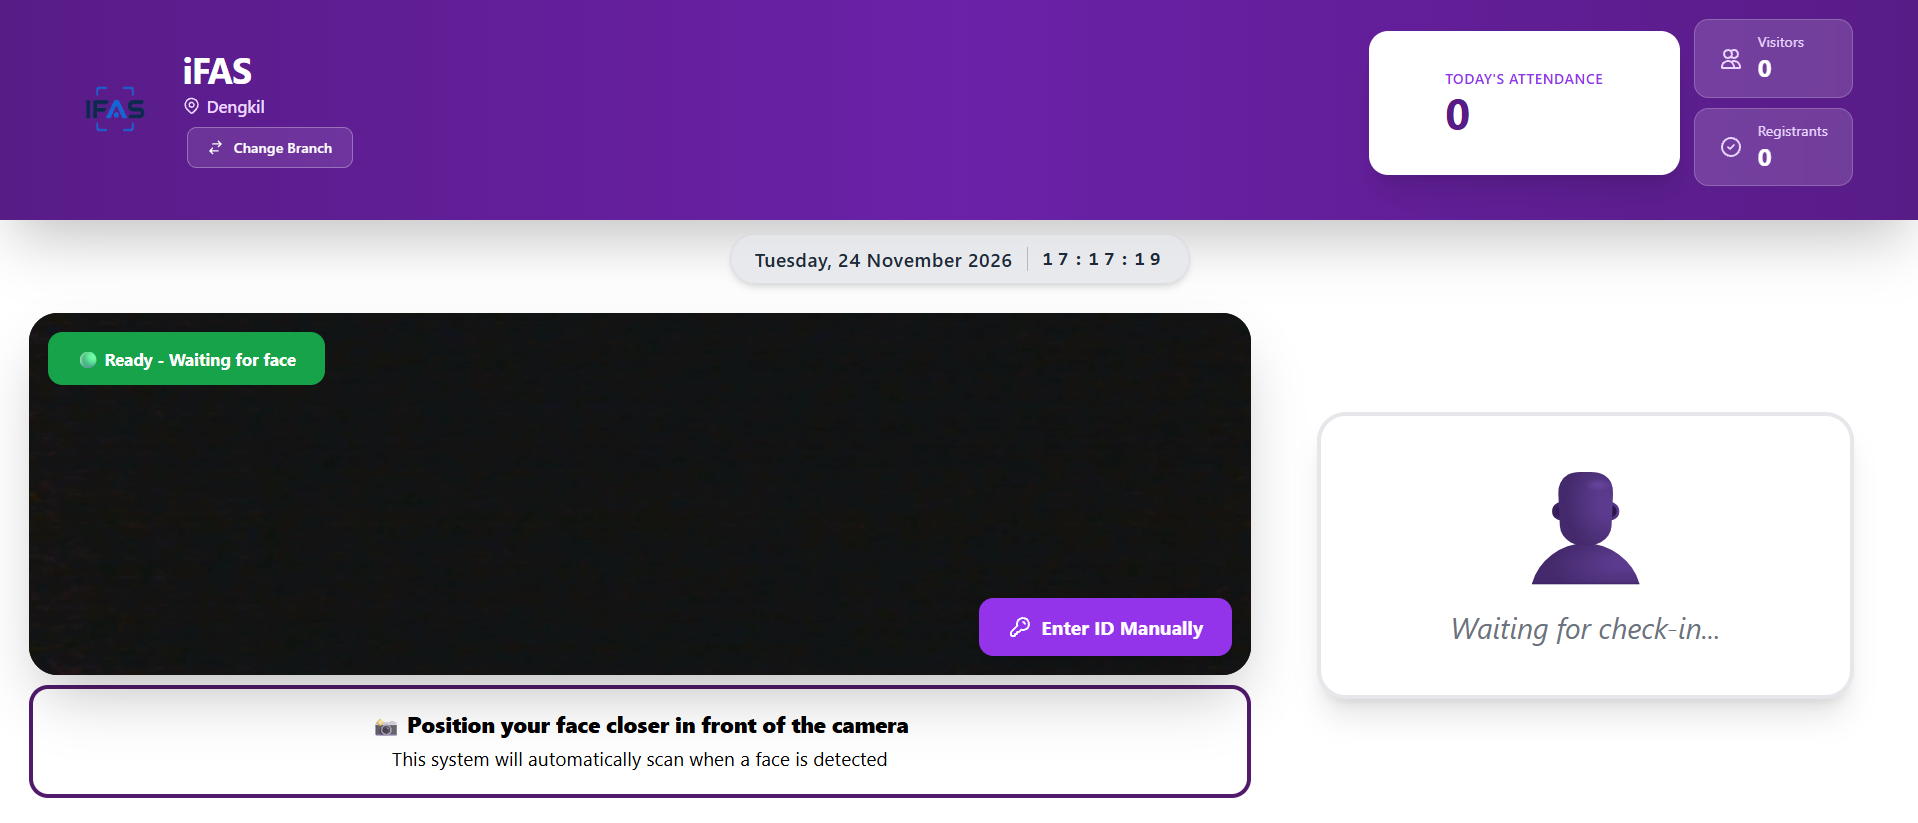 IFAS
iFAS
Dengkil
Change Branch
TODAY'S ATTENDANCE
0
Visitors
0
Registrants
0
Tuesday, 24 November 2026
17:17:19
Ready - Waiting for face
Enter ID Manually
Waiting for check-in...
Position your face closer in front of the camera
This system will automatically scan when a face is detected